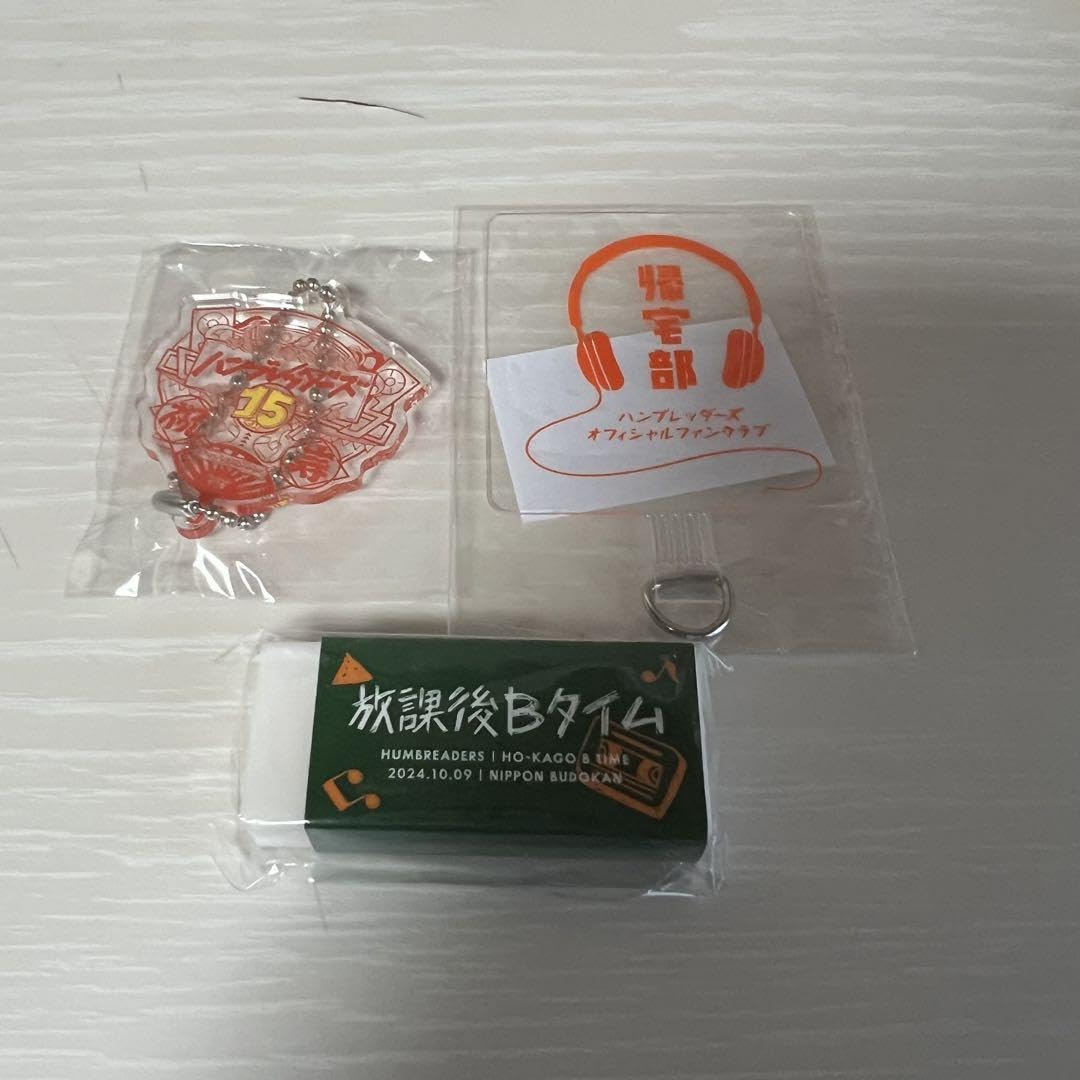 ハンブレッダーズ
15
祝
帰宅部
ハンブレッダーズ
オフィシャルファンクラブ
放課後Bタイム
HUMBREADERS | HO-KAGO B TIME
2024.10.09 | NIPPON BUDOKAN